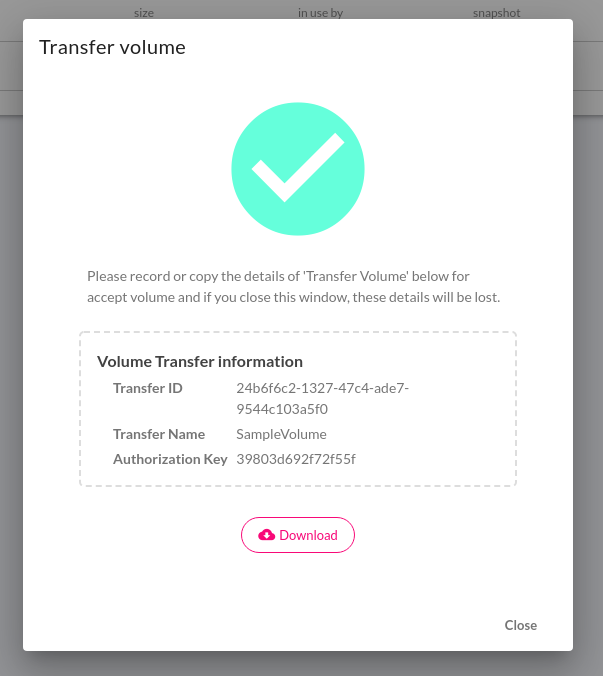 size in use by snapshot
Transfer volume
Please record or copy the details of 'Transfer Volume' below for
accept volume and if you close this window, these details will be lost.
Volume Transfer information
Transfer ID 24b6f6c2-1327-47c4-ade7-
9544c103a5f0
Transfer Name SampleVolume
Authorization Key 39803d692f72f55f
Download
Close